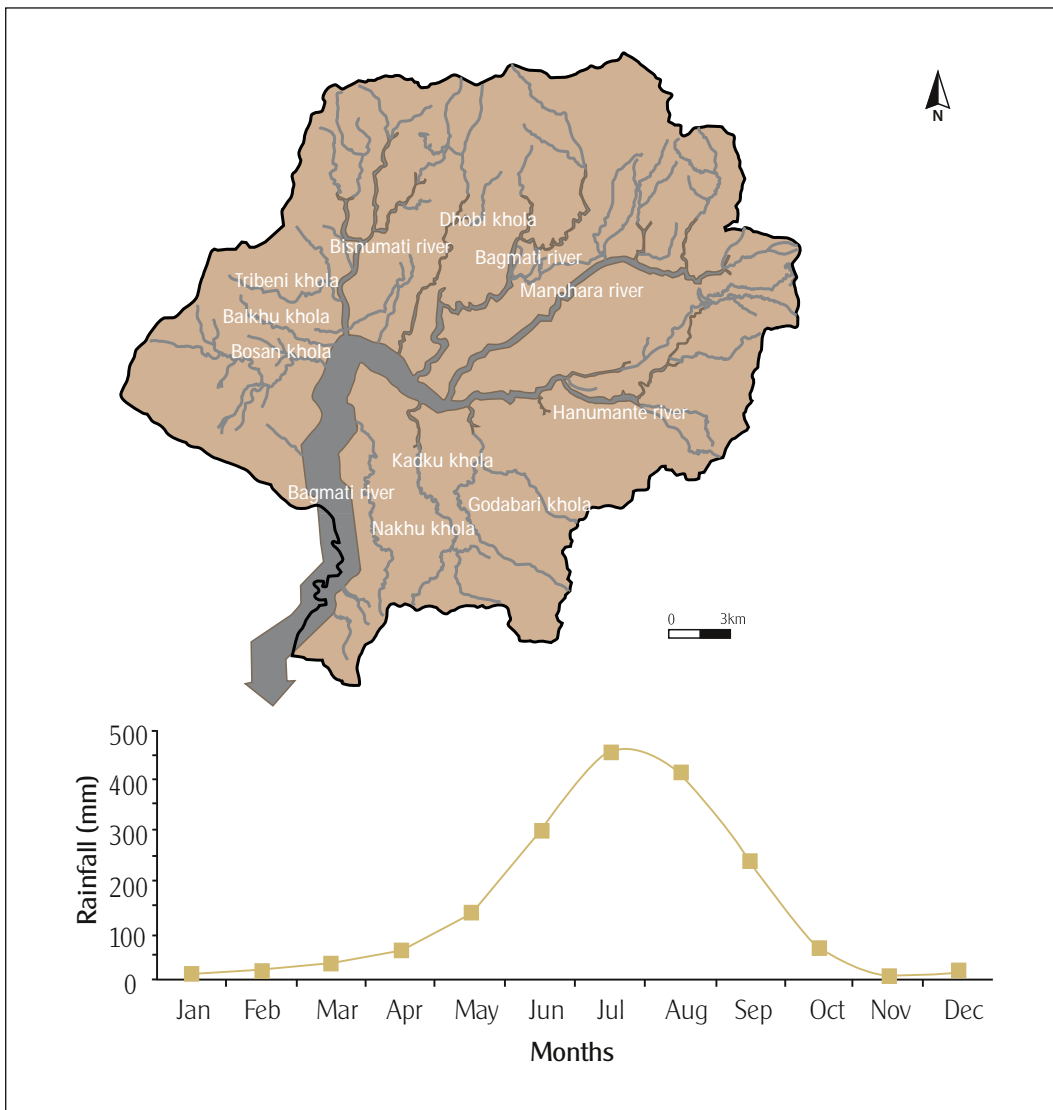 N
Dhobi khola
Bisnumati river
Bagmati river
Tribeni khola
Manohara river
Balkhu khola
Bosan khola
Hanumante river
Kadku khola
Bagmati river
Godabari khola
Nakhu khola
0 3km
500
400
300
200
100
0
Rainfall (mm)
Jan Feb Mar Apr May Jun Jul Aug Sep Oct Nov Dec
Months